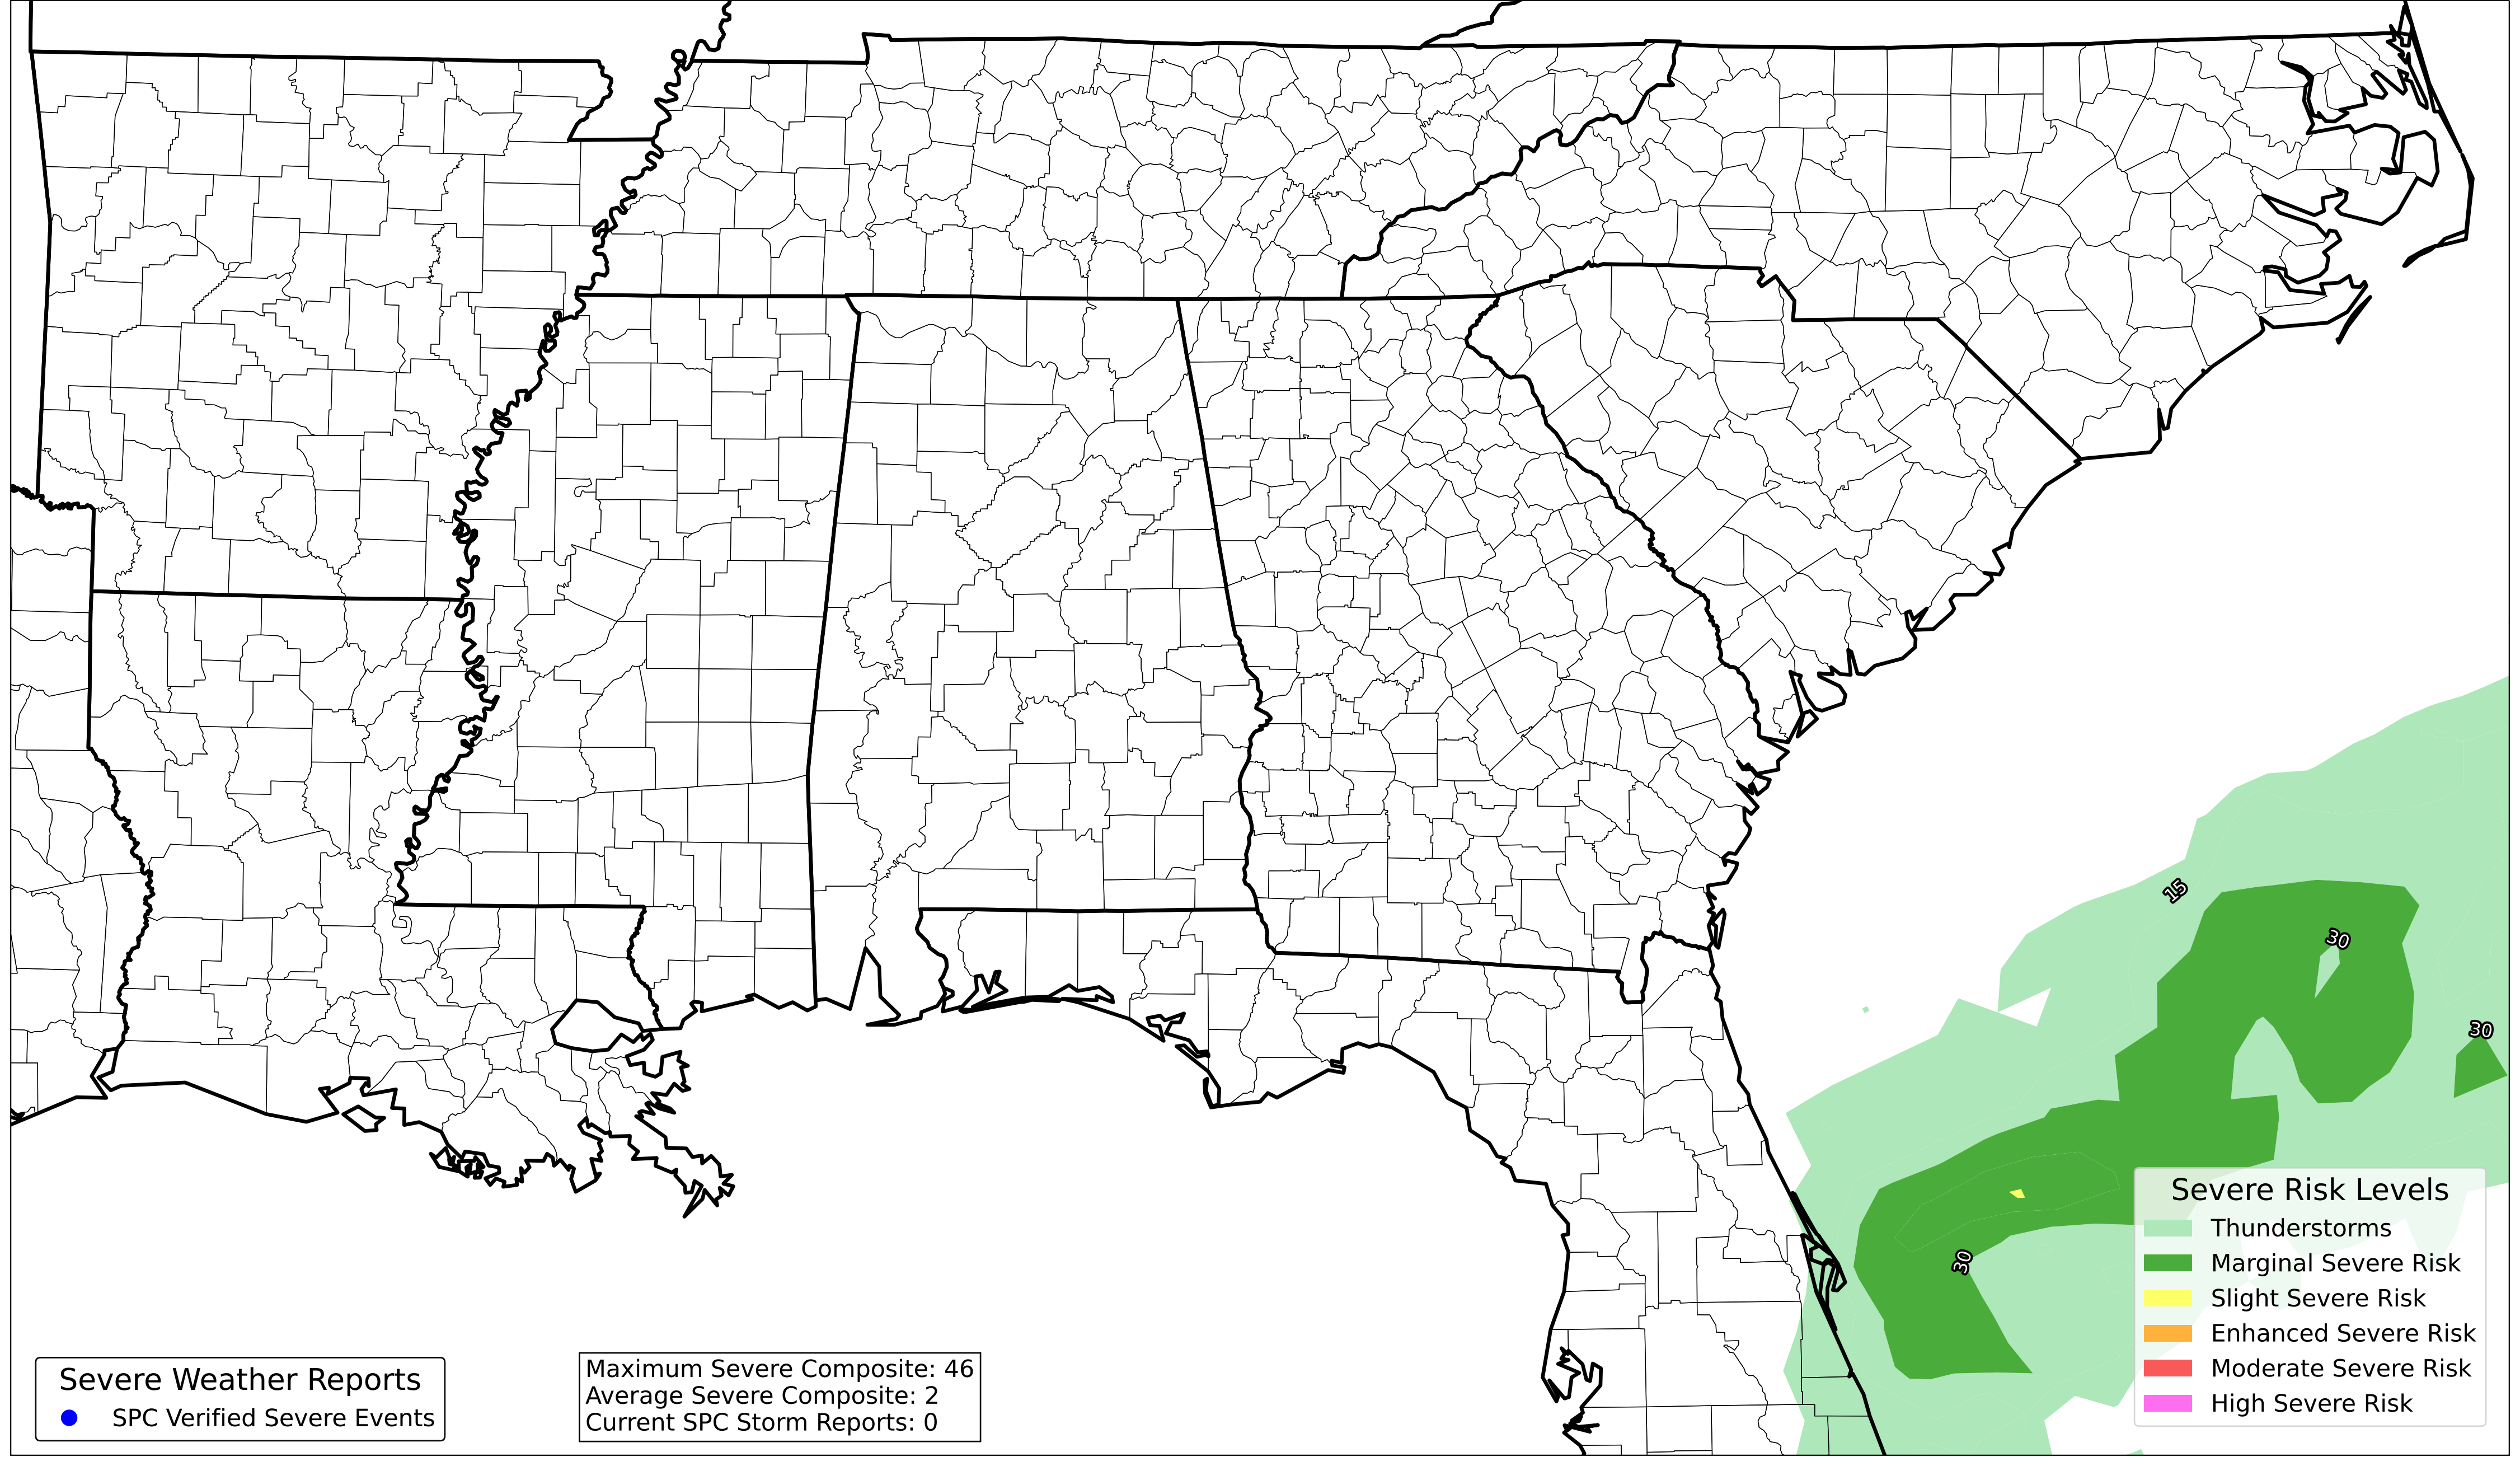 15
30
30
30
Severe Risk Levels
Thunderstorms
Marginal Severe Risk
Slight Severe Risk
Enhanced Severe Risk
Moderate Severe Risk
High Severe Risk
Severe Weather Reports
SPC Verified Severe Events
Maximum Severe Composite: 46
Average Severe Composite: 2
Current SPC Storm Reports: 0